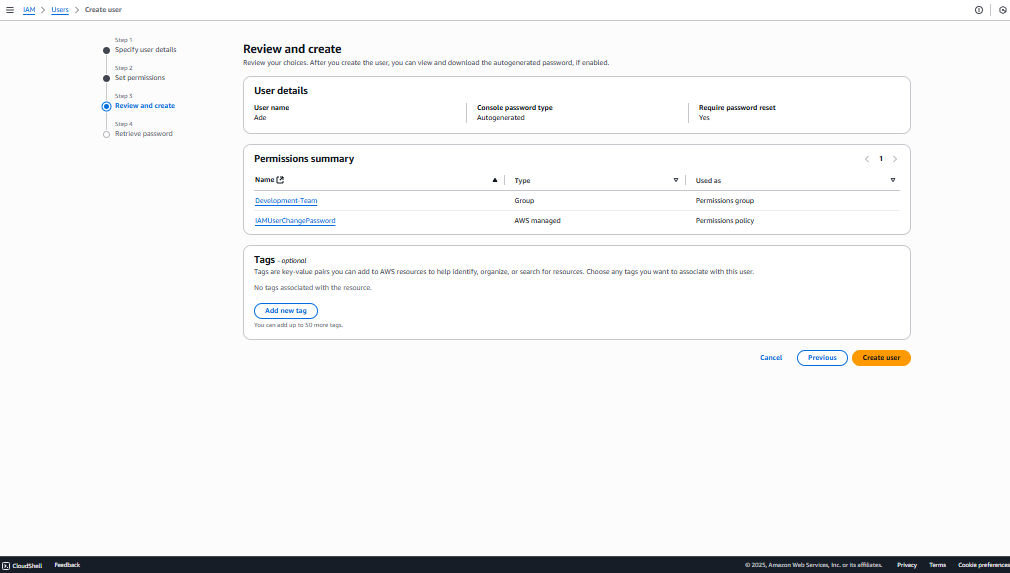 IAM > Users > Create user
Step 1
Specify user details
Step 2
Set permissions
Step 3
Review and create
Step 4
Retrieve password
Review and create
Review your choices. After you create the user, you can view and download the autogenerated password, if enabled.
User details
User name
Ade
Console password type
Autogenerated
Require password reset
Yes
Permissions summary
1
Name
Type
Used as
Development-Team
Group
Permissions group
IAMUserChangePassword
AWS managed
Permissions policy
Tags - optional
Tags are key-value pairs you can add to AWS resources to help identify, organize, or search for resources. Choose any tags you want to associate with this user.
No tags associated with the resource.
Add new tag
You can add up to 50 more tags.
Cancel
Previous
Create user
CloudShell
Feedback
© 2025, Amazon Web Services, Inc. or its affiliates.
Privacy
Terms
Cookie preferences